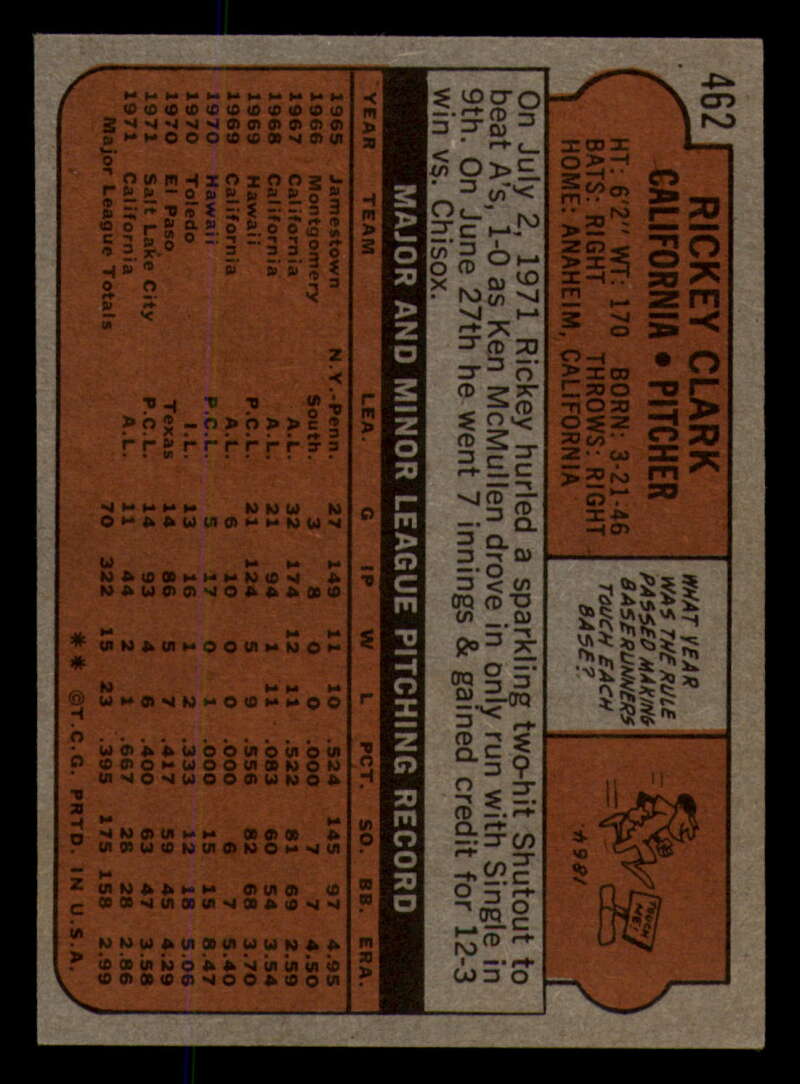 462
RICKEY CLARK
CALIFORNIA • PITCHER
HT: 6'2" WT: 170 BORN: 3-21-46
BATS: RIGHT THROWS: RIGHT
HOME: ANAHEIM, CALIFORNIA
WHAT YEAR
WAS THE RULE
PASSED MAKING
BASERUNNERS
TOUCH EACH
BASE?
TOUCH
ME!
1864.
On July 2, 1971 Rickey hurled a sparkling two-hit Shutout to
beat A's, 1-0 as Ken McMullen drove in only run with Single in
9th. On June 27th he went 7 innings & gained credit for 12-3
win vs. Chisox.
MAJOR AND MINOR LEAGUE PITCHING RECORD
YEAR TEAM LEA. G IP W L PCT. SO. BB. ERA.
1965 Jamestown N.Y.-Penn. 27 149 11 10 .524 145 97 4.95
1966 Montgomery South. 3 8 0 0 .000 7 7 4.50
1967 California A.L. 32 174 12 11 .522 81 69 2.59
1968 California A.L. 21 94 1 11 .083 60 54 3.54
1969 Hawaii P.C.L. 21 124 5 9 .556 82 68 3.70
1969 California A.L. 6 10 0 0 .000 6 7 5.40
1970 Hawaii P.C.L. 5 17 0 1 .000 15 15 8.47
1970 Toledo I.L. 13 16 1 2 .333 12 18 5.06
1970 El Paso Texas 14 86 5 7 .417 59 45 4.29
1971 Salt Lake City P.C.L. 14 93 4 6 .400 63 47 3.58
1971 California A.L. 11 44 2 1 .667 28 28 2.86
Major League Totals 70 322 15 23 .395 175 158 2.99
** ©T.C.G. PRTD. IN U.S.A.